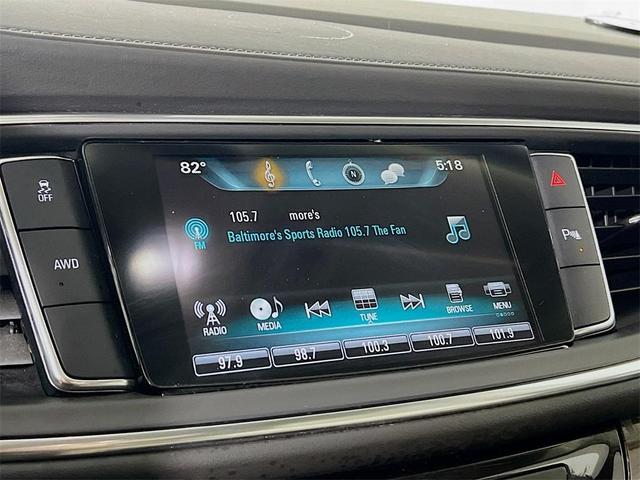 82°
N
5:18
OFF
AWD
P
FM
105.7 more's
Baltimore's Sports Radio 105.7 The Fan
RADIO
MEDIA
TUNE
BROWSE
MENU
97.9
98.7
100.3
100.7
101.9